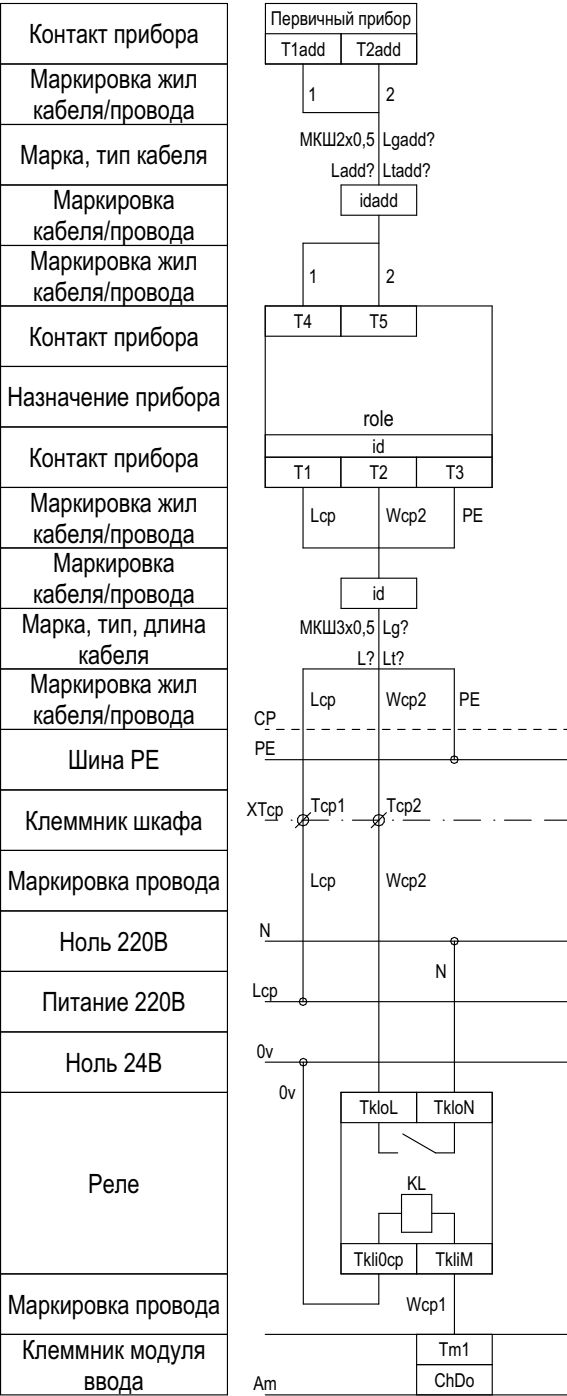 Контакт прибора
Первичный прибор
T1add T2add
Маркировка жил
кабеля/провода
1 2
Марка, тип кабеля
МКШ2х0,5 Lgadd?
Ladd? Ltadd?
Маркировка
кабеля/провода
idadd
Маркировка жил
кабеля/провода
1 2
Контакт прибора
T4 T5
Назначение прибора
role
id
Контакт прибора
T1 T2 T3
Маркировка жил
кабеля/провода
Lcp Wcp2 PE
Маркировка
кабеля/провода
id
Марка, тип, длина
кабеля
МКШ3х0,5 Lg?
L? Lt?
Маркировка жил
кабеля/провода
Lcp Wcp2 PE
CP
Шина PE
PE
Клеммник шкафа
XTcp Tcp1 Tcp2
Маркировка провода
Lcp Wcp2
Ноль 220В
N
N
Питание 220В
Lcp
Ноль 24В
0v
0v
Реле
TkloL TkloN
KL
Tkli0cp TkliM
Маркировка провода
Wcp1
Клеммник модуля
ввода
Tm1
Am ChDo